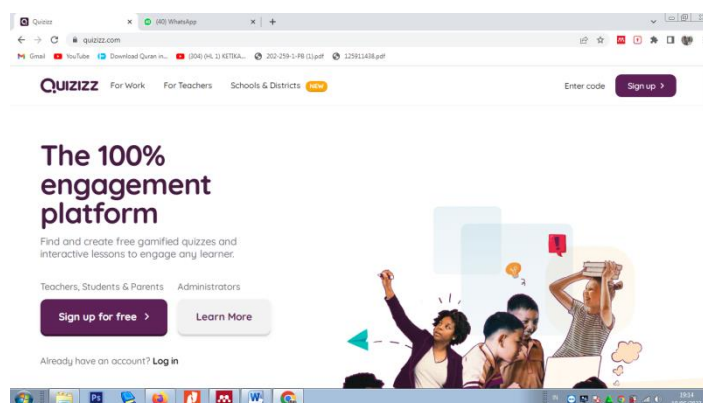 Quizizz
(40) WhatsApp
quizizz.com
Gmail YouTube Download Quran in... (304) (HL 1) KETIKA... 202-259-1-PB (1).pdf 125911438.pdf
QUIZIZZ For Work For Teachers Schools & Districts NEW Enter code Sign up >
The 100%
engagement
platform
Find and create free gamified quizzes and
interactive lessons to engage any learner.
Teachers, Students & Parents Administrators
Sign up for free > Learn More
Already have an account? Log in
19:14